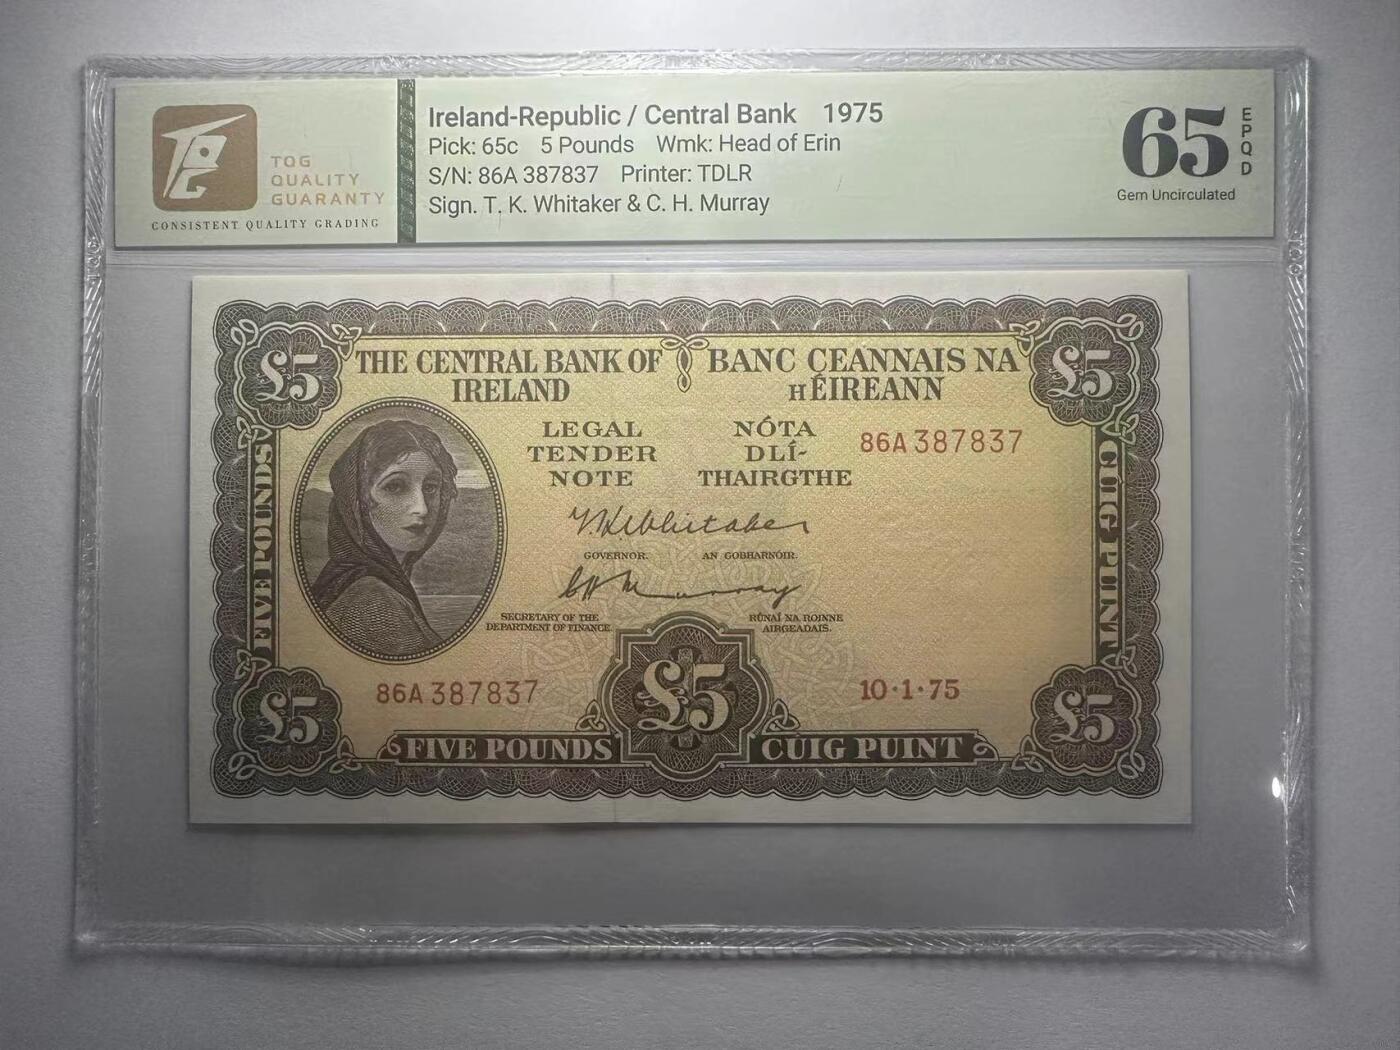 TOG
QUALITY
GUARANTY
CONSISTENT QUALITY GRADING
Ireland-Republic / Central Bank 1975
Pick: 65c 5 Pounds Wmk: Head of Erin
S/N: 86A 387837 Printer: TDLR
Sign. T. K. Whitaker & C. H. Murray
65 EPQD
Gem Uncirculated
£5 £5
THE CENTRAL BANK OF IRELAND
BANC CEANNAIS NA hÉIREANN
LEGAL TENDER NOTE
NÓTA DLÍ-THAIRGTHE
86A 387837
T.K. Whitaker
GOVERNOR. AN GOBHARNÓIR.
C H Murray
SECRETARY OF THE DEPARTMENT OF FINANCE.
RÚNAÍ NA ROINNE AIRGEADAIS.
FIVE POUNDS
CUIG PUINT
86A 387837
10·1·75
£5 £5 £5
FIVE POUNDS CUIG PUINT